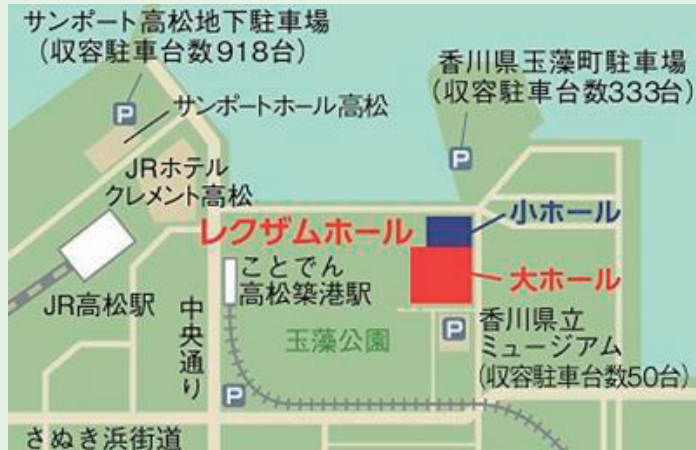 サンポート高松地下駐車場
(収容駐車台数918台)
香川県玉藻町駐車場
(収容駐車台数333台)
P
サンポートホール高松
P
JRホテル
クレメント高松
レクザムホール
小ホール
ことでん
高松築港駅
大ホール
JR高松駅
中央通り
玉藻公園
P
香川県立
ミュージアム
(収容駐車台数50台)
P
さぬき浜街道